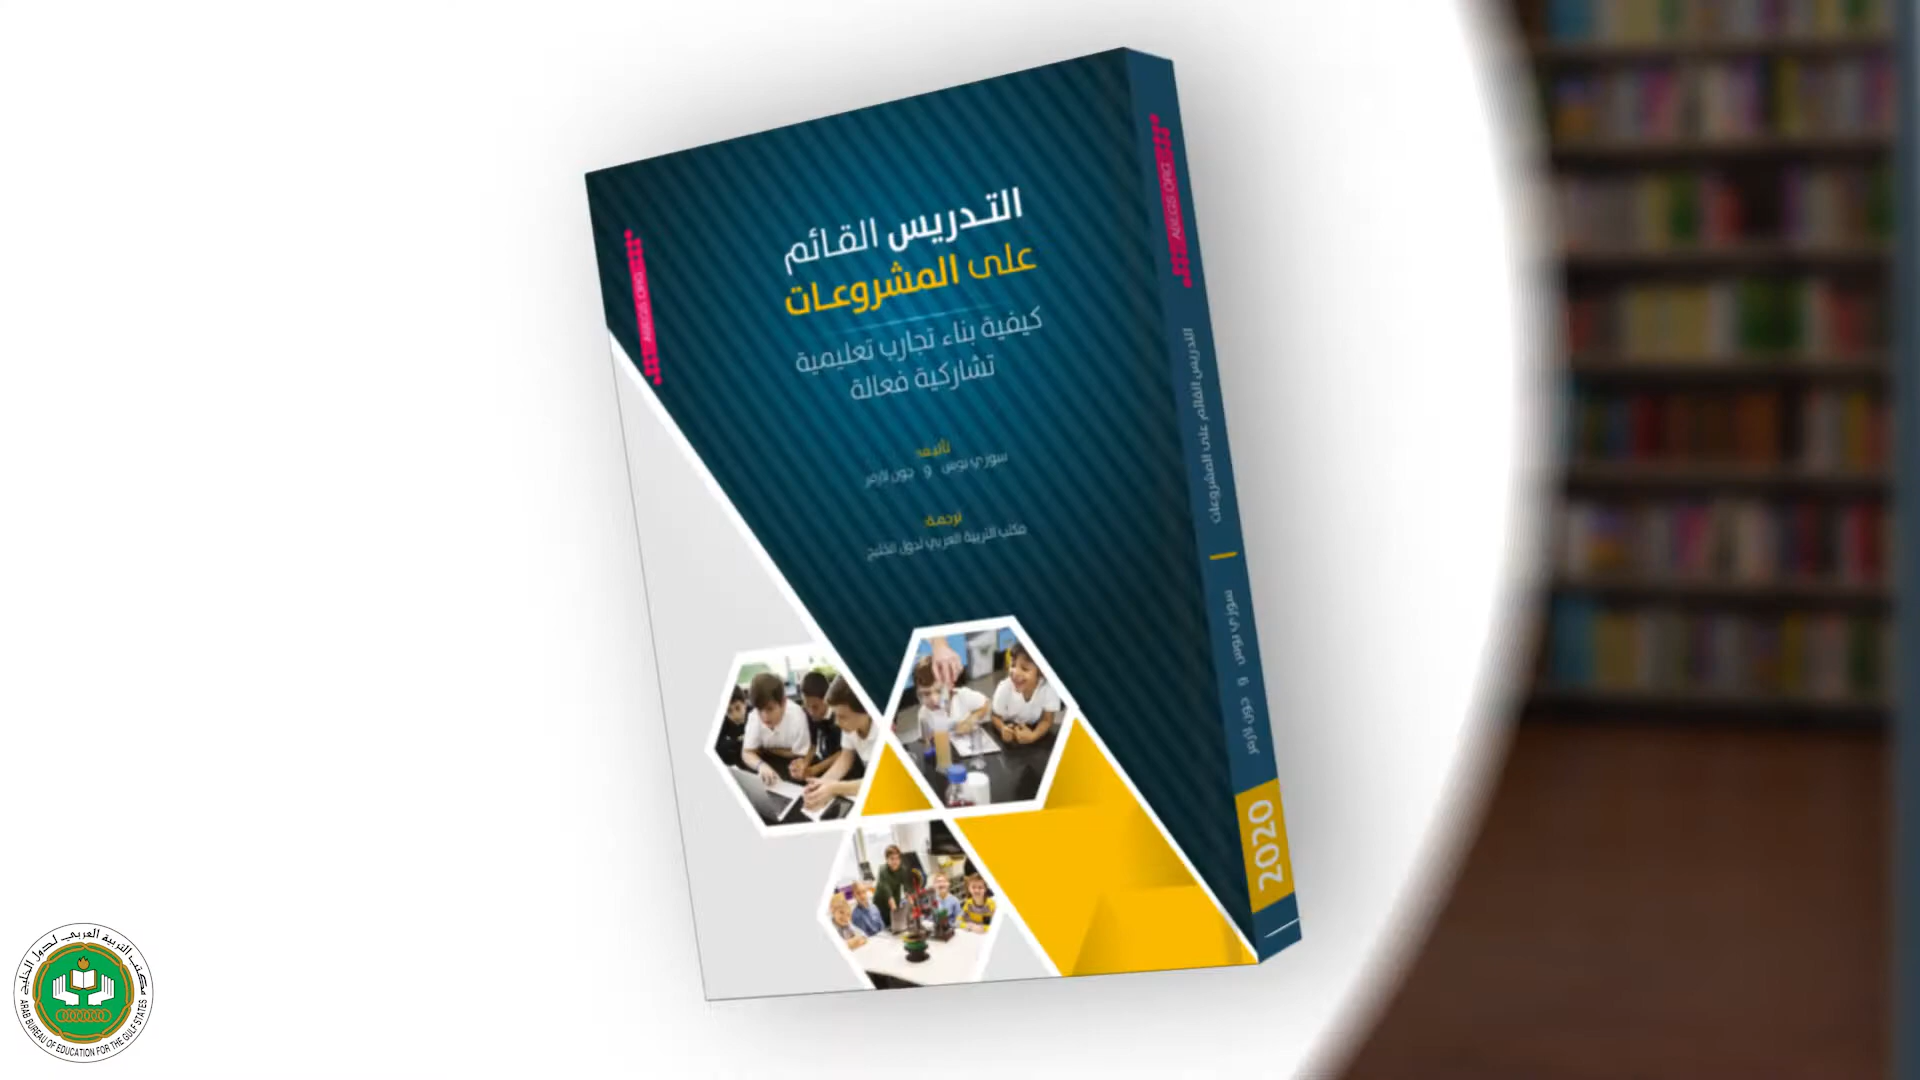 التدريس القائم
على المشروعات
كيفية بناء تجارب تعليمية
تشاركية فعالة
تأليف:
سوزي بوس و جون لارمر
ترجمة:
مكتب التربية العربي لدول الخليج
ABEGS.ORG
ABEGS.ORG
التدريس القائم على المشروعات
سوزي بوس و جون لارمر
2020
مكتب التربية العربي لدول الخليج
ARAB BUREAU OF EDUCATION FOR THE GULF STATES